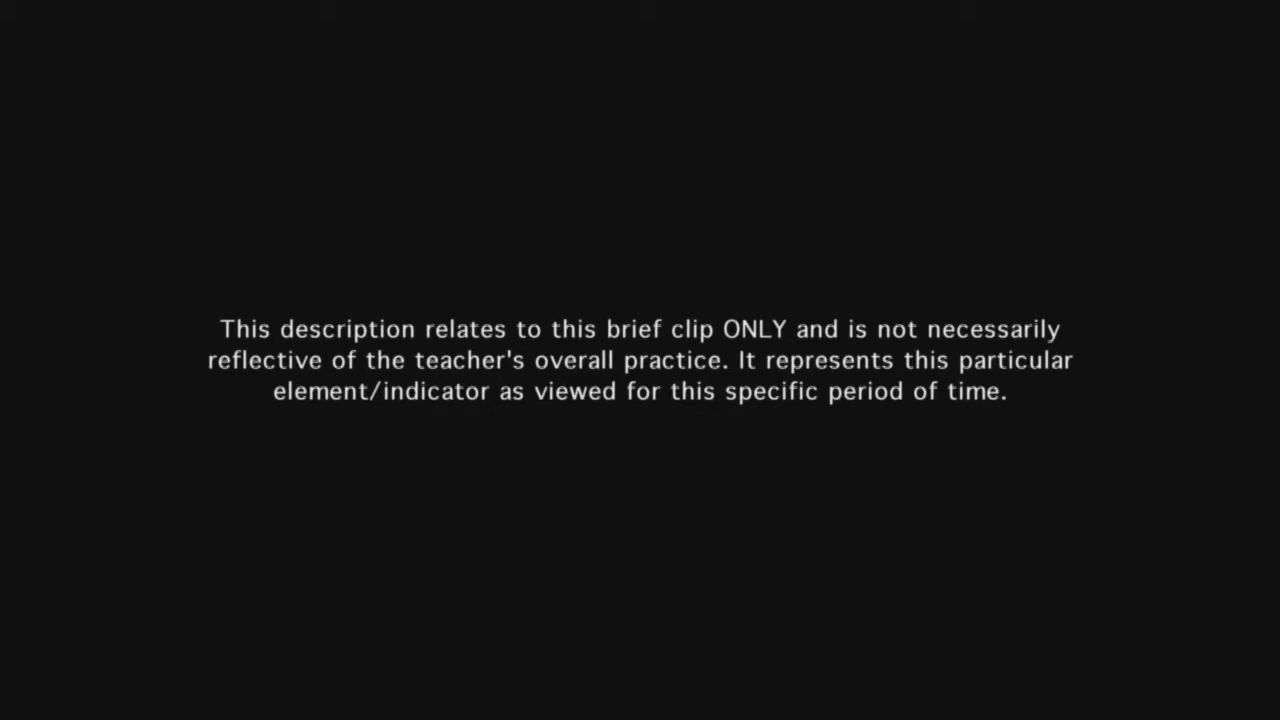 This description relates to this brief clip ONLY and is not necessarily
reflective of the teacher's overall practice. It represents this particular
element/indicator as viewed for this specific period of time.